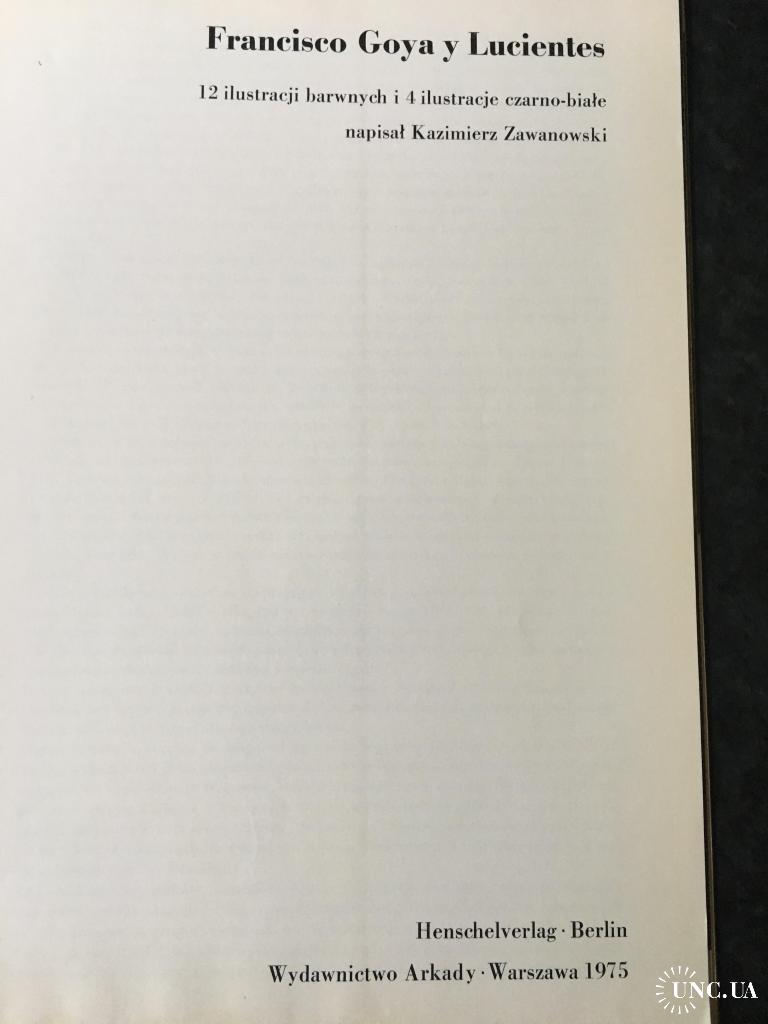 Francisco Goya y Lucientes
12 ilustracji barwnych i 4 ilustracje czarno-białe
napisał Kazimierz Zawanowski
Henschelverlag · Berlin
Wydawnictwo Arkady · Warszawa 1975
UNC.UA